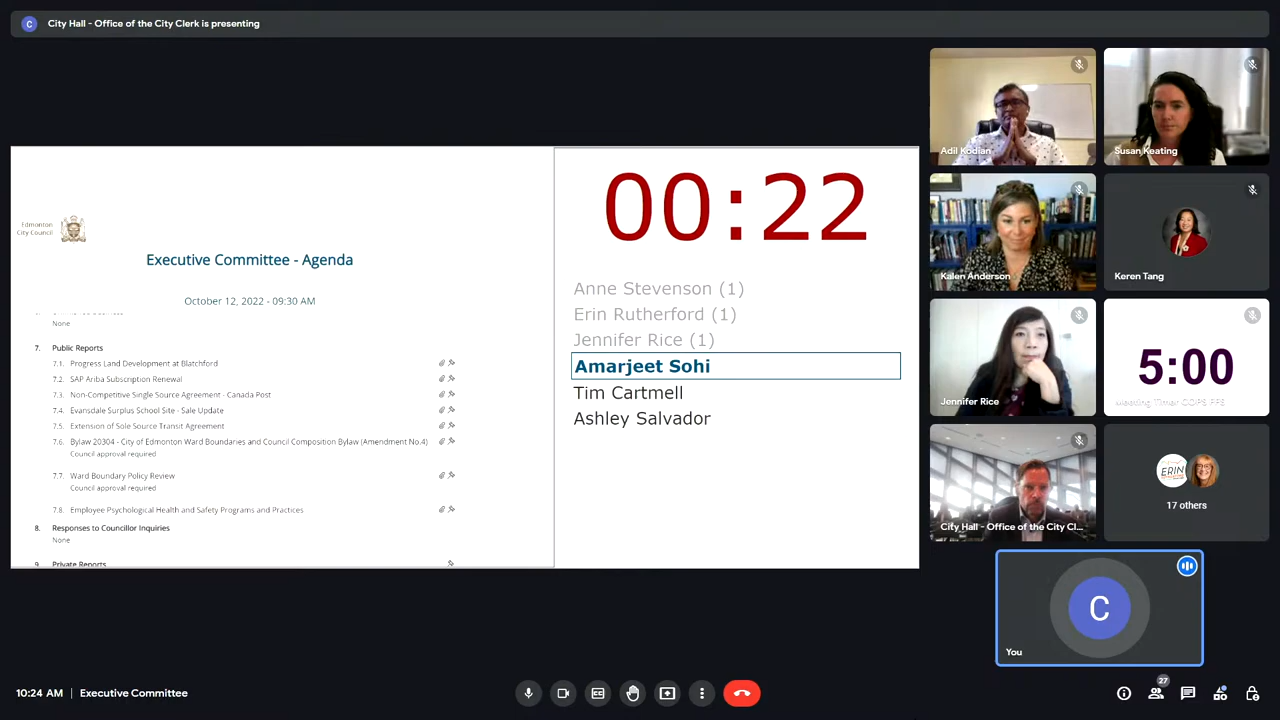 C
City Hall - Office of the City Clerk is presenting
Edmonton
City Council
Executive Committee - Agenda
October 12, 2022 - 09:30 AM
None
7. Public Reports
7.1. Progress Land Development at Blatchford
7.2. SAP Ariba Subscription Renewal
7.3. Non-Competitive Single Source Agreement - Canada Post
7.4. Evansdale Surplus School Site - Sale Update
7.5. Extension of Sole Source Transit Agreement
7.6. Bylaw 20304 - City of Edmonton Ward Boundaries and Council Composition Bylaw (Amendment No.4)
Council approval required
7.7. Ward Boundary Policy Review
Council approval required
7.8. Employee Psychological Health and Safety Programs and Practices
8. Responses to Councillor Inquiries
None
9. Private Reports
00:22
Anne Stevenson (1)
Erin Rutherford (1)
Jennifer Rice (1)
Amarjeet Sohi
Tim Cartmell
Ashley Salvador
Adil Kodian
Susan Keating
Kalen Anderson
Keren Tang
Jennifer Rice
5:00
Meeting Timer
City Hall - Office of the City Cl...
ERIN
17 others
C
You
10:24 AM | Executive Committee
27